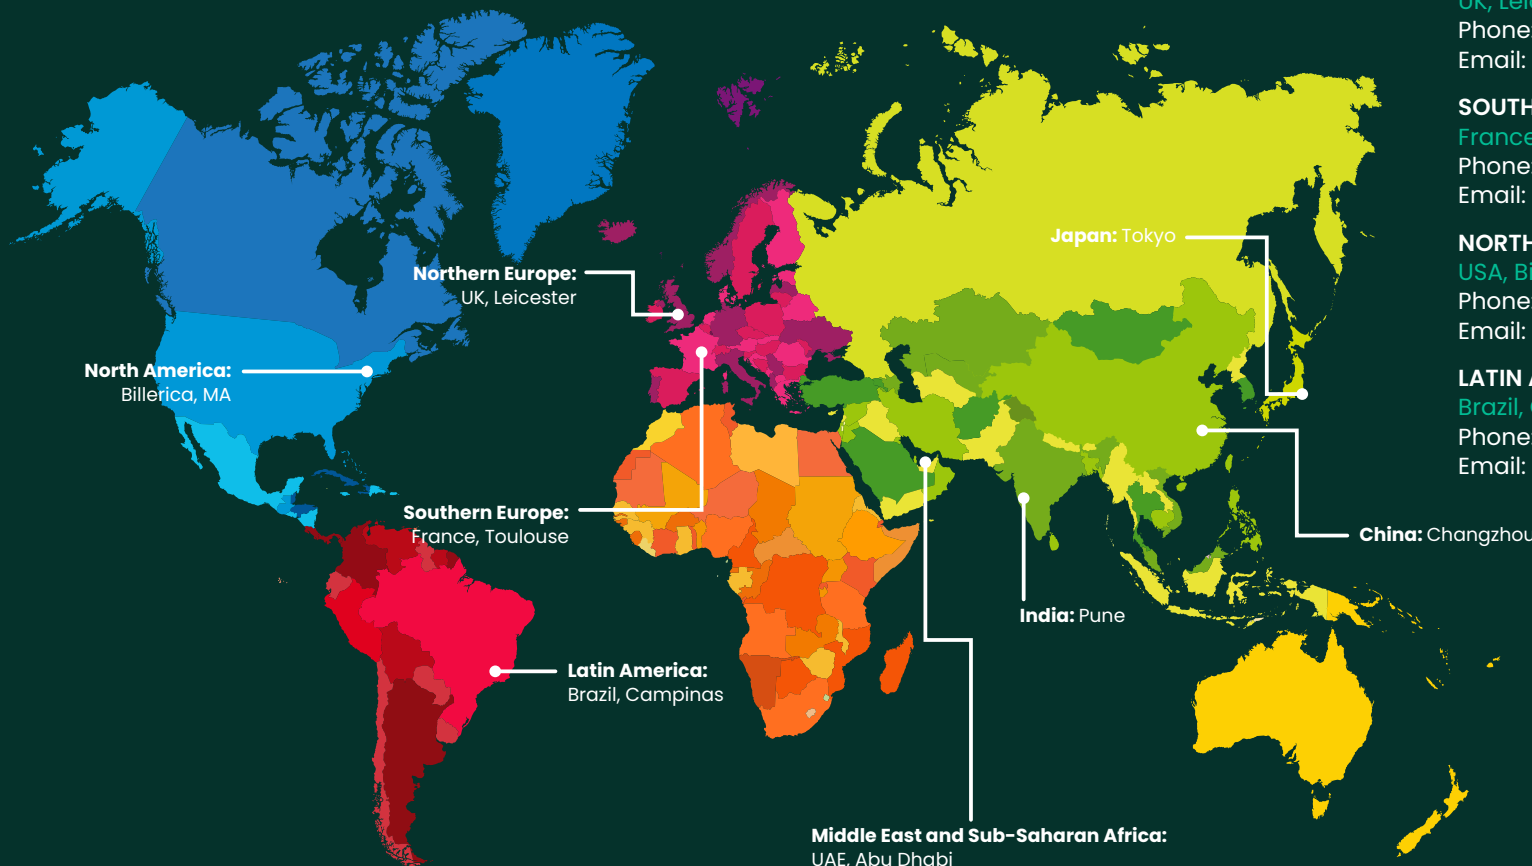 Northern Europe:
UK, Leicester
North America:
Billerica, MA
Southern Europe:
France, Toulouse
Latin America:
Brazil, Campinas
Middle East and Sub-Saharan Africa:
UAE, Abu Dhabi
India: Pune
Japan: Tokyo
China: Changzhou
UK,
Phone:
Email:
SOUTH
France
Phone:
Email:
NORTH
USA,
Phone:
Email:
LATIN
Brazil,
Phone:
Email: